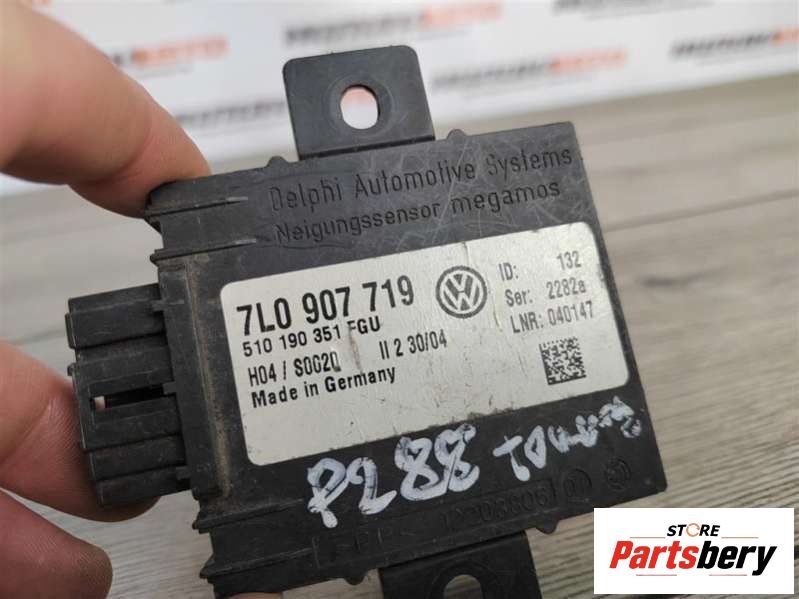 Delphi Automotive Systems
Neigungssensor megamos
7L0 907 719
510 190 351 FGU
H04 / S0020 II 2 30/04
Made in Germany
ID: 132
Ser: 2282a
LNR: 040147
P288
STORE
Partsbery